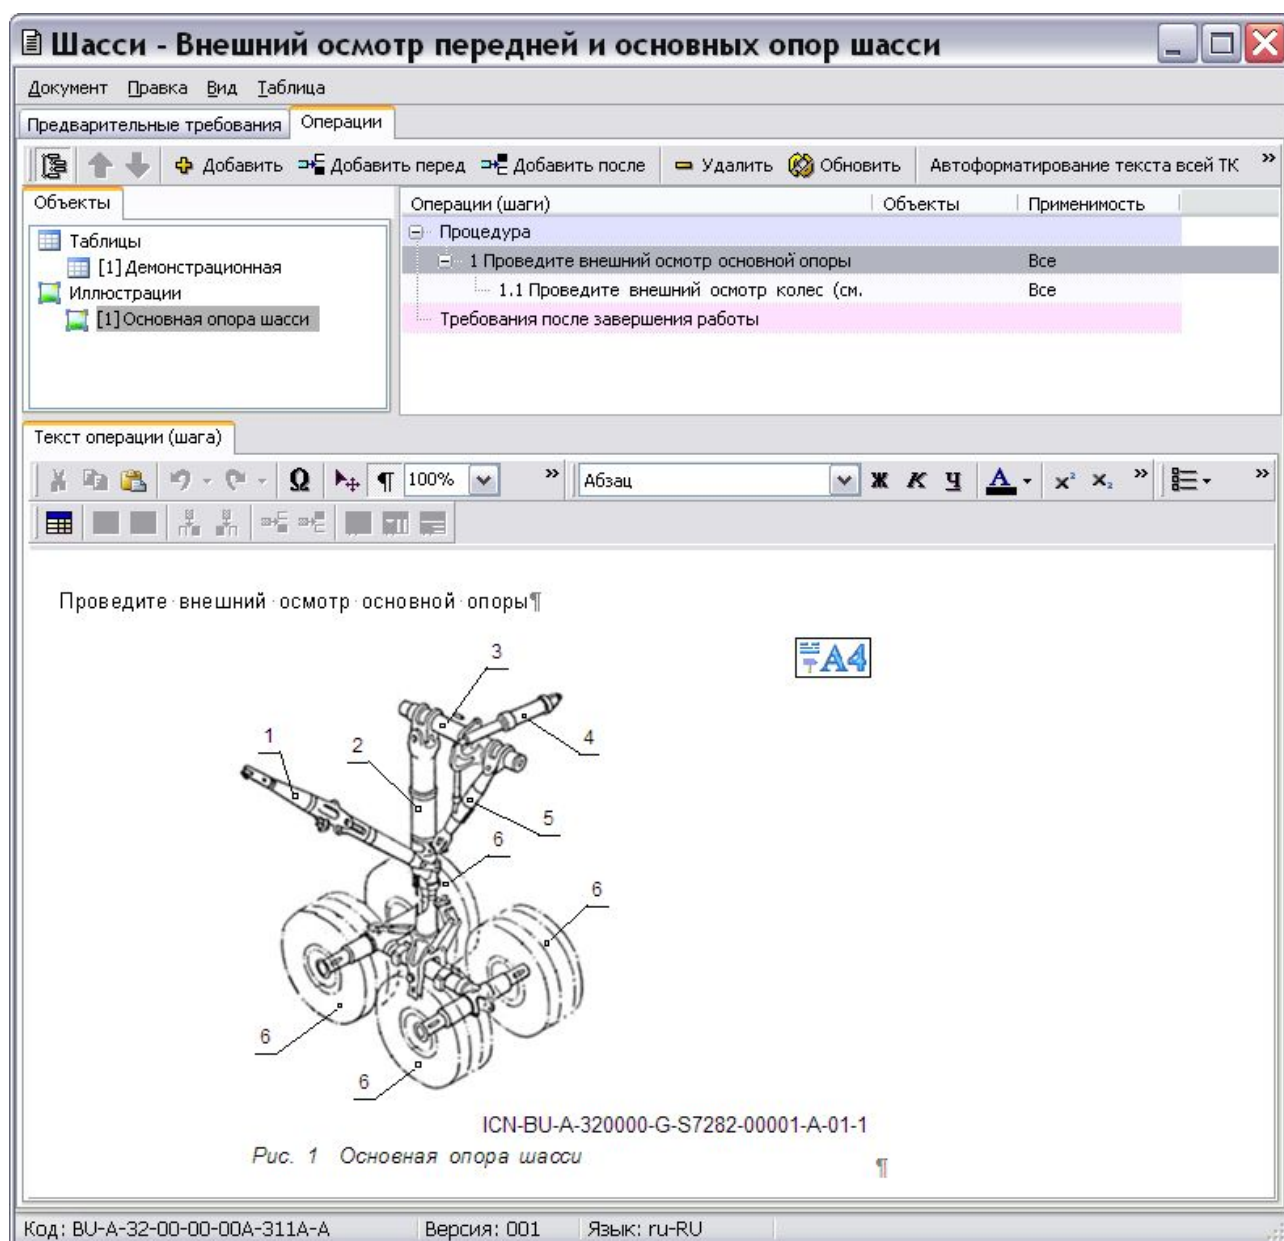 Шасси - Внешний осмотр передней и основных опор шасси
Документ Правка Вид Таблица
Предварительные требования Операции
Добавить Добавить перед Добавить после Удалить Обновить Автоформатирование текста всей ТК »
Объекты
Таблицы
[1] Демонстрационная
Иллюстрации
[1] Основная опора шасси
Операции (шаги) Объекты Применимость
Процедура
1 Проведите внешний осмотр основной опоры Все
1.1 Проведите внешний осмотр колес (см. Все
Требования после завершения работы
Текст операции (шага)
Ω ¶ 100% » Абзац Ж К Ч А x² x₂ » »
Проведите·внешний·осмотр·основной·опоры¶
A4
3
1
2
4
5
6
6
6
6
ICN-BU-A-320000-G-S7282-00001-A-01-1
Рис. 1 Основная опора шасси ¶
Код: BU-A-32-00-00-00A-311A-A Версия: 001 Язык: ru-RU